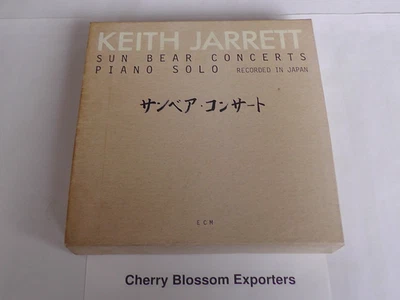 KEITH JARRETT
SUN BEAR CONCERTS
PIANO SOLO RECORDED IN JAPAN
サンベア・コンサート
ECM
Cherry Blossom Exporters